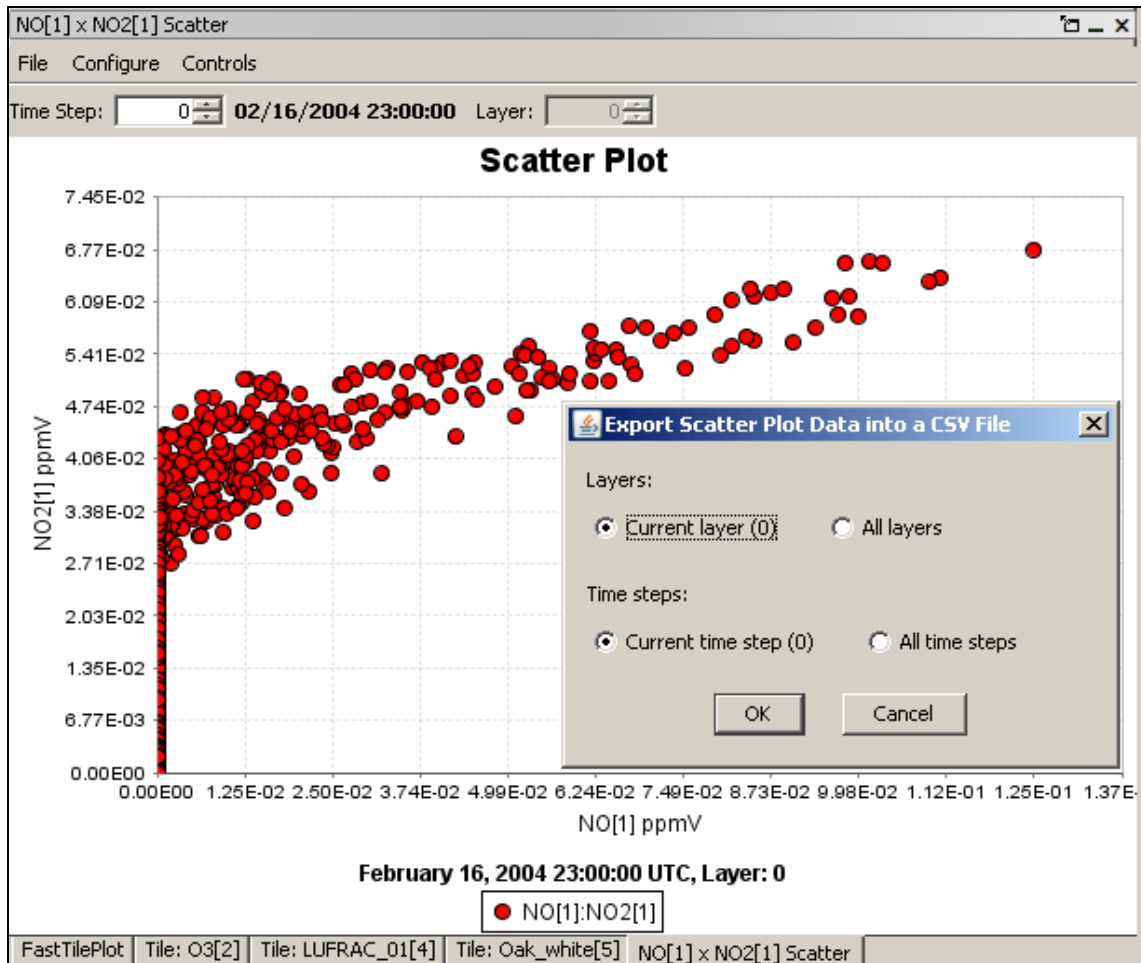 NO[1] x NO2[1] Scatter
File Configure Controls
Time Step: 0 02/16/2004 23:00:00 Layer: 0
Scatter Plot
7.45E-02
6.77E-02
6.09E-02
5.41E-02
4.74E-02
4.06E-02
3.38E-02
2.71E-02
2.03E-02
1.35E-02
6.77E-03
0.00E00
NO2[1] ppmV
Export Scatter Plot Data into a CSV File
Layers:
Current layer (0) All layers
Time steps:
Current time step (0) All time steps
OK Cancel
0.00E00 1.25E-02 2.50E-02 3.74E-02 4.99E-02 6.24E-02 7.49E-02 8.73E-02 9.98E-02 1.12E-01 1.25E-01 1.37E-
NO[1] ppmV
February 16, 2004 23:00:00 UTC, Layer: 0
NO[1]:NO2[1]
FastTilePlot Tile: O3[2] Tile: LUFRAC_01[4] Tile: Oak_white[5] NO[1] x NO2[1] Scatter